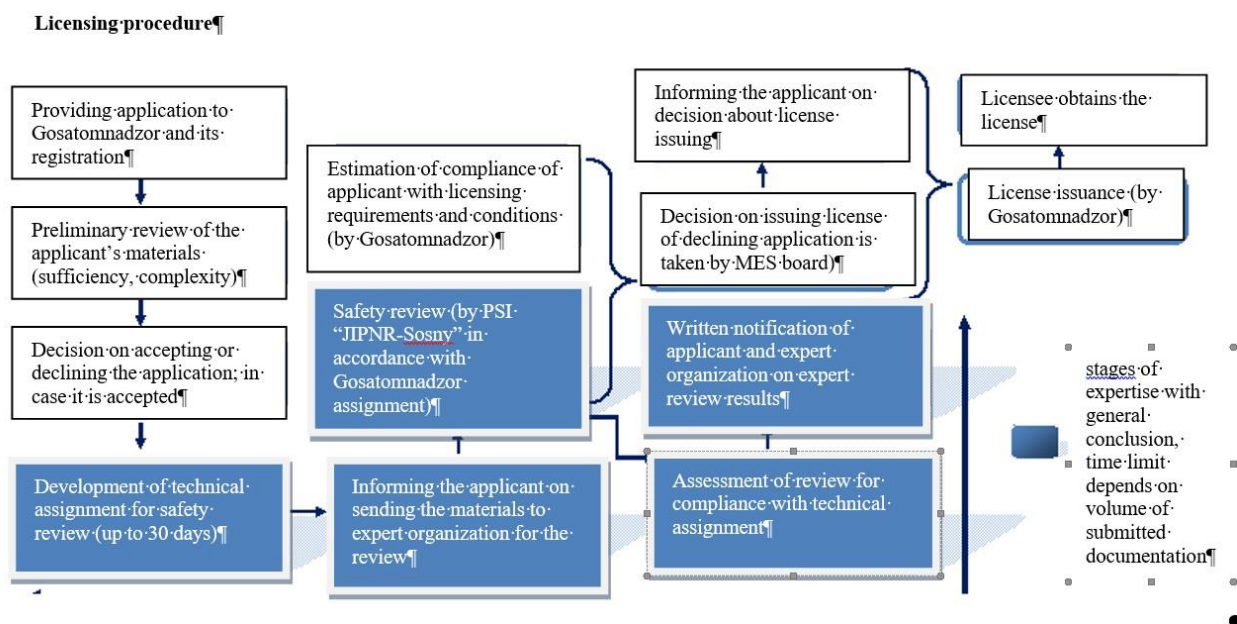 Licensing procedure¶
Providing application to
Gosatomnadzor and its
registration¶
Preliminary review of the
applicant's materials
(sufficiency, complexity)¶
Decision on accepting or
declining the application; in
case it is accepted¶
Development of technical
assignment for safety
review (up to 30 days)¶
Informing the applicant on
sending the materials to
expert organization for the
review¶
Estimation of compliance of
applicant with licensing
requirements and conditions
(by Gosatomnadzor)¶
Safety review (by PSI
“JIPNR-Sosny” in
accordance with
Gosatomnadzor
assignment)¶
Informing the applicant on
decision about license
issuing¶
Decision on issuing license
of declining application is
taken by MES board)¶
Written notification of
applicant and expert
organization on expert
review results¶
Assessment of review for
compliance with technical
assignment¶
Licensee obtains the
license¶
License issuance (by
Gosatomnadzor)¶
stages of
expertise with
general
conclusion,
time limit
depends on
volume of
submitted
documentation¶